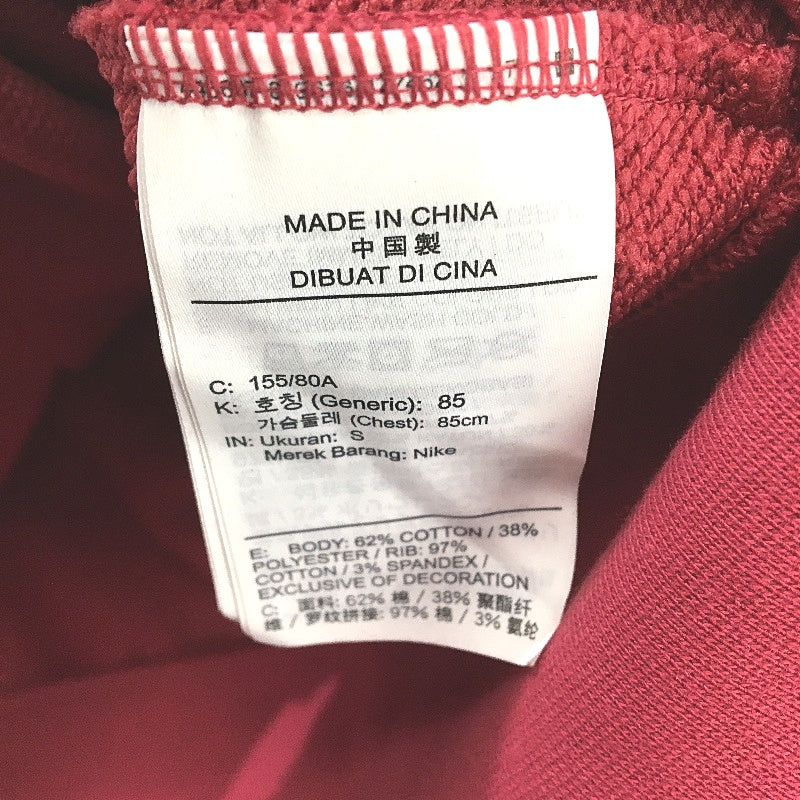 MADE IN CHINA
中国製
DIBUAT DI CINA
C: 155/80A
K: 호칭 (Generic): 85
가슴둘레 (Chest): 85cm
IN: Ukuran: S
Merek Barang: Nike
E: BODY: 62% COTTON / 38%
POLYESTER / RIB: 97%
COTTON / 3% SPANDEX /
EXCLUSIVE OF DECORATION
C: 面料: 62% 棉 / 38% 聚酯纤
维 / 罗纹拼接: 97% 棉 / 3% 氨纶